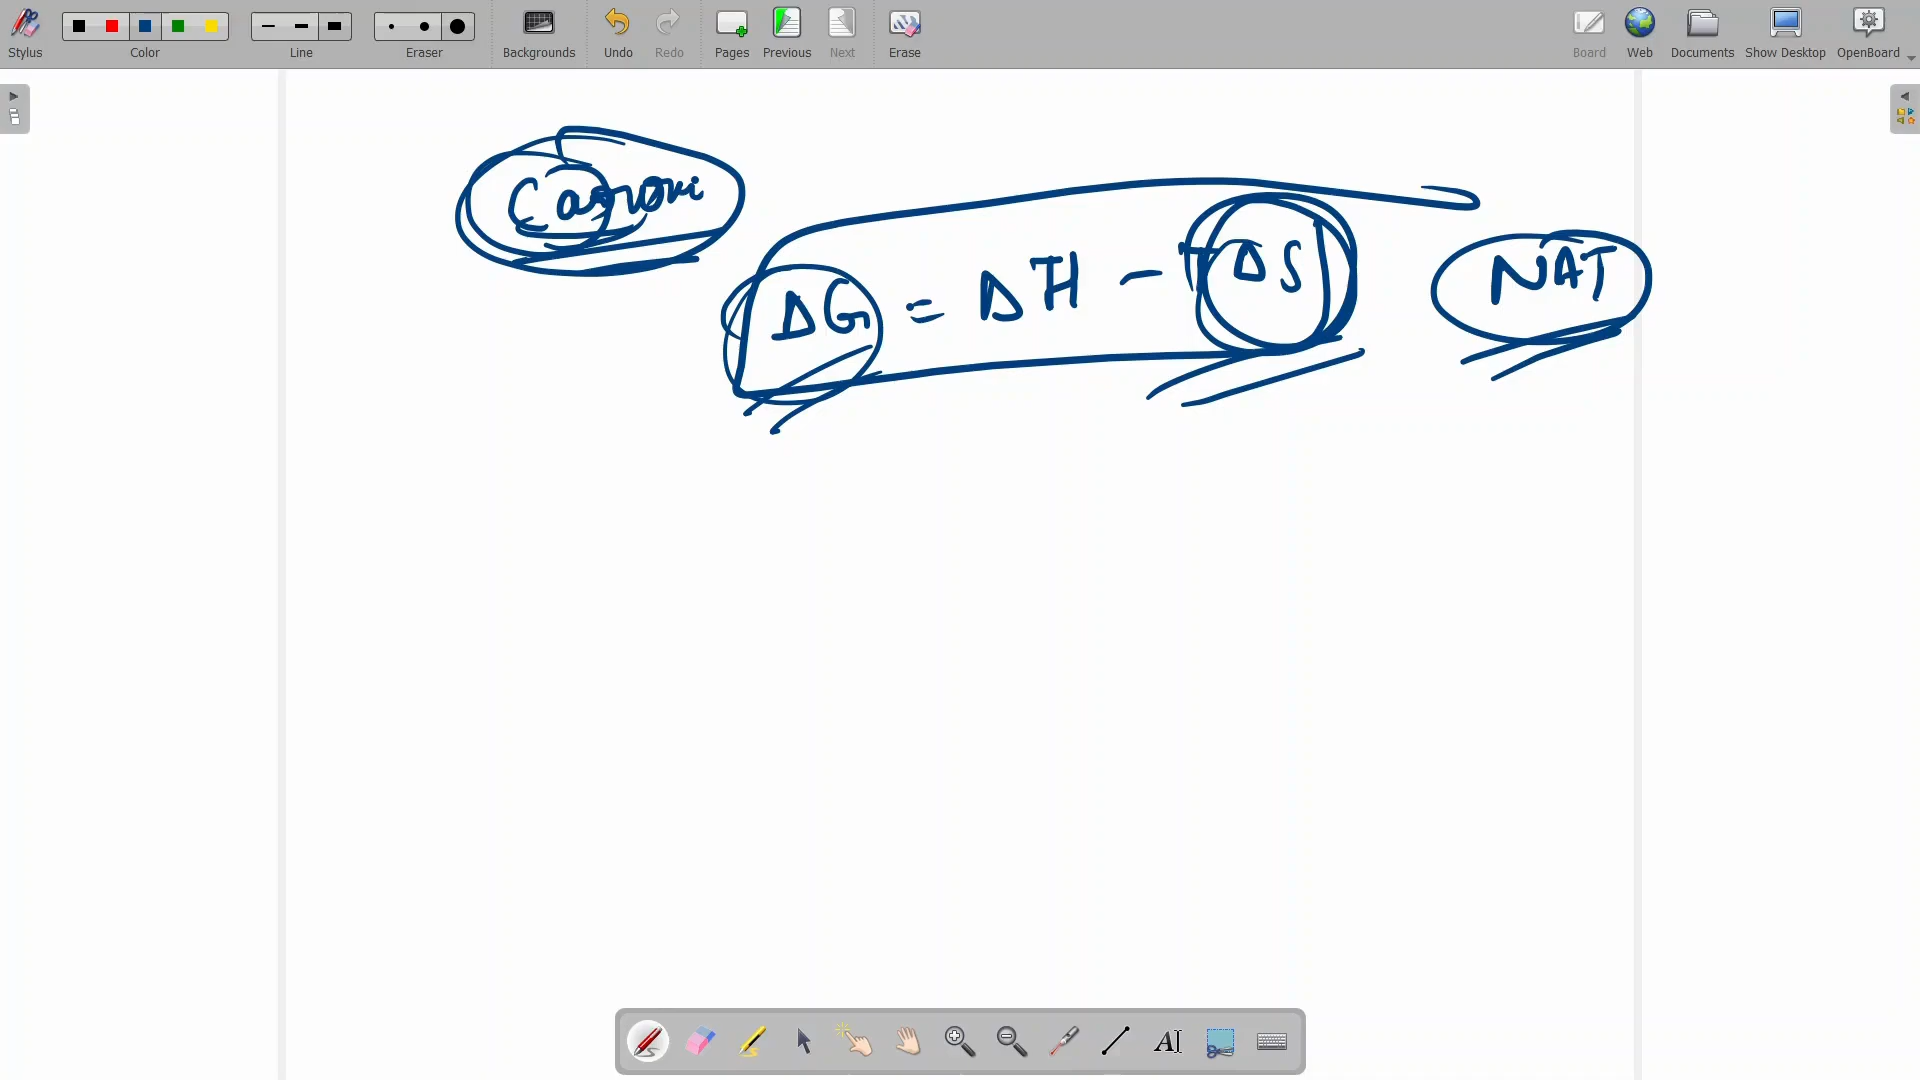 Stylus
Color
Line
Eraser
Backgrounds
Undo
Redo
Pages
Previous
Next
Erase
Board
Web
Documents
Show Desktop
OpenBoard
ΔG = ΔH - TΔS
NAT